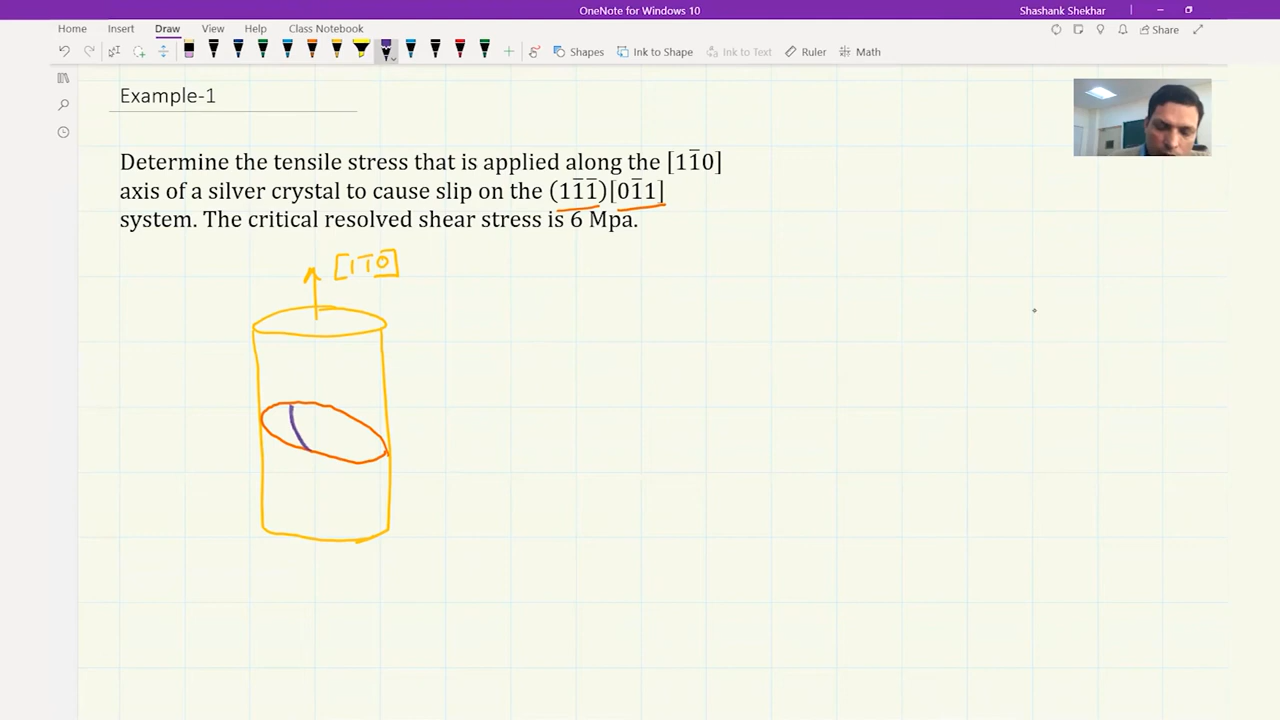 OneNote for Windows 10
Shashank Shekhar
Home Insert Draw View Help Class Notebook
Share
Shapes Ink to Shape Ink to Text Ruler Math
Example-1
Determine the tensile stress that is applied along the [11̅0]
axis of a silver crystal to cause slip on the (11̅1̅)[01̅1]
system. The critical resolved shear stress is 6 Mpa.
[11̅0]